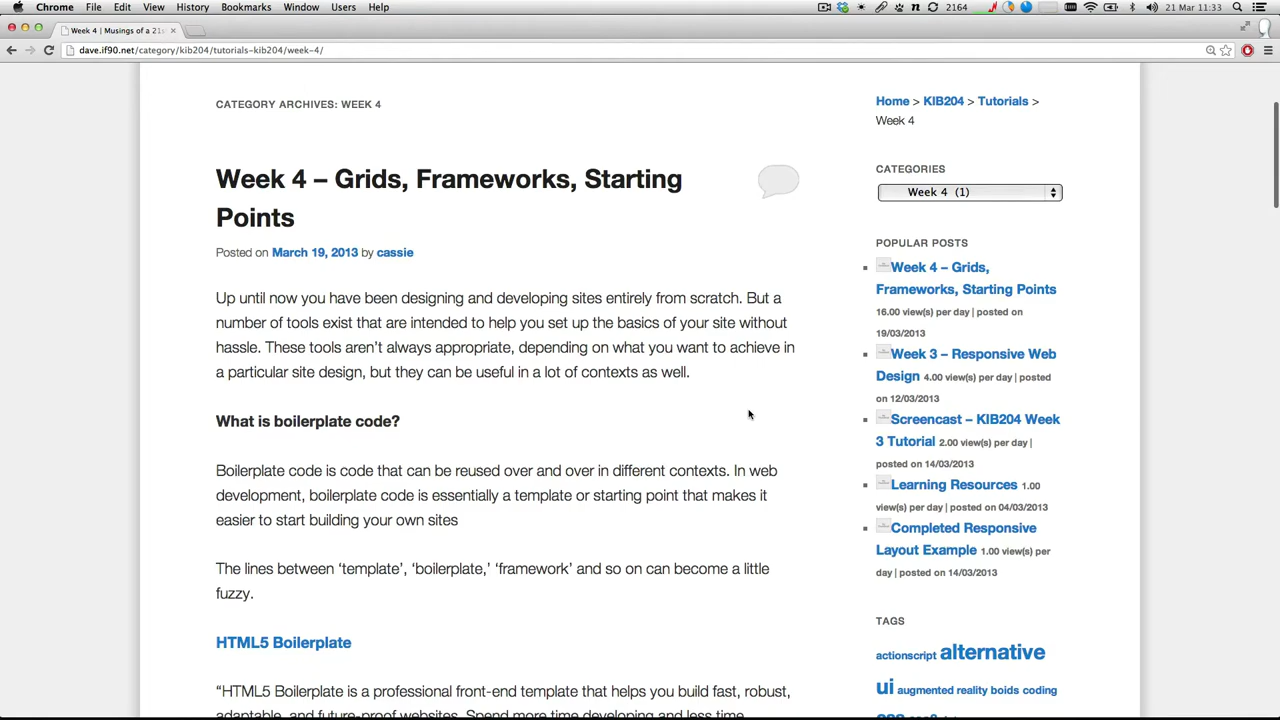 Chrome File Edit View History Bookmarks Window Users Help 2164 21 Mar 11:33
Week 4 | Musings of a 21s
dave.if90.net/category/kib204/tutorials-kib204/week-4/
CATEGORY ARCHIVES: WEEK 4
Week 4 – Grids, Frameworks, Starting
Points
Posted on March 19, 2013 by cassie
Up until now you have been designing and developing sites entirely from scratch. But a
number of tools exist that are intended to help you set up the basics of your site without
hassle. These tools aren't always appropriate, depending on what you want to achieve in
a particular site design, but they can be useful in a lot of contexts as well.
What is boilerplate code?
Boilerplate code is code that can be reused over and over in different contexts. In web
development, boilerplate code is essentially a template or starting point that makes it
easier to start building your own sites
The lines between ‘template’, ‘boilerplate,’ ‘framework’ and so on can become a little
fuzzy.
HTML5 Boilerplate
“HTML5 Boilerplate is a professional front-end template that helps you build fast, robust,
adaptable, and future-proof websites. Spend more time developing and less time
Home > KIB204 > Tutorials >
Week 4
CATEGORIES
Week 4 (1)
POPULAR POSTS
Week 4 – Grids,
Frameworks, Starting Points
16.00 view(s) per day | posted on
19/03/2013
Week 3 – Responsive Web
Design 4.00 view(s) per day | posted
on 12/03/2013
Screencast – KIB204 Week
3 Tutorial 2.00 view(s) per day |
posted on 14/03/2013
Learning Resources 1.00
view(s) per day | posted on 04/03/2013
Completed Responsive
Layout Example 1.00 view(s) per
day | posted on 14/03/2013
TAGS
actionscript alternative
ui augmented reality boids coding